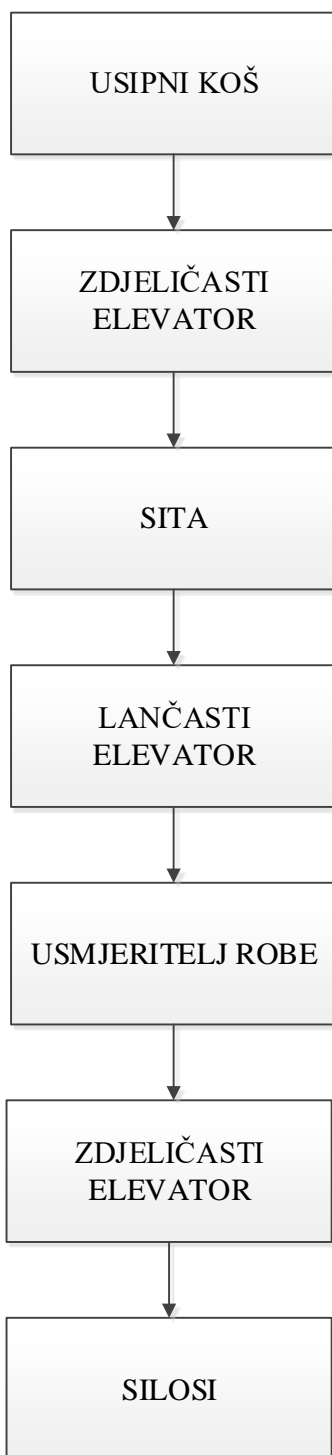 USIPNI KOŠ
ZDJELIČASTI
ELEVATOR
SITA
LANČASTI
ELEVATOR
USMJERITELJ ROBE
ZDJELIČASTI
ELEVATOR
SILOSI